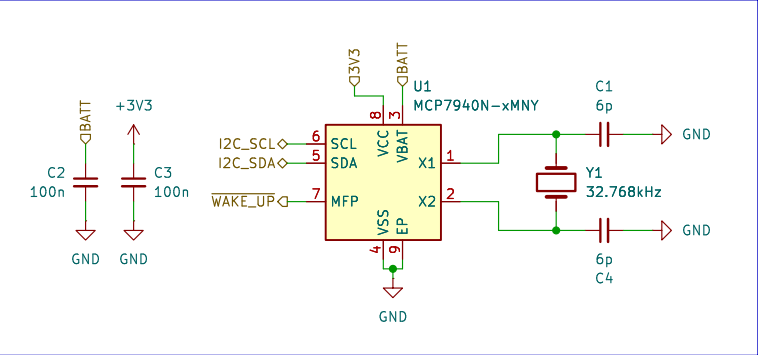 BATT
+3V3
C2
100n
C3
100n
GND
GND
3V3
BATT
U1
MCP7940N-xMNY
8
3
VCC
VBAT
I2C_SCL
6
SCL
I2C_SDA
5
SDA
WAKE_UP
7
MFP
X1
1
X2
2
VSS
EP
4
9
GND
C1
6p
GND
Y1
32.768kHz
GND
6p
C4